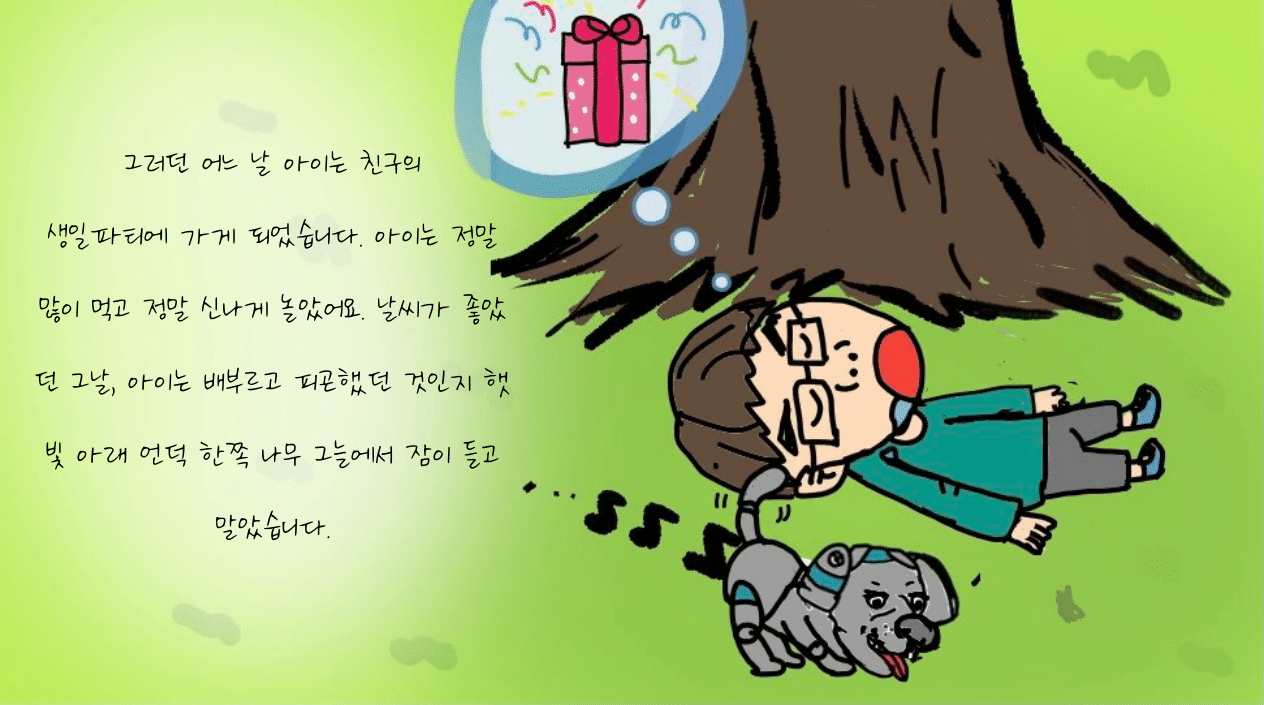 그러던 어느 날 아이는 친구의
생일파티에 가게 되었습니다. 아이는 정말
많이 먹고 정말 신나게 놀았어요. 날씨가 좋았
던 그날, 아이는 배부르고 피곤했던 것인지 햇
빛 아래 언덕 한쪽 나무 그늘에서 잠이 들고
말았습니다.